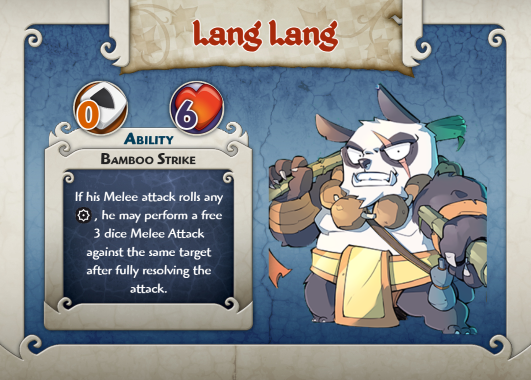 Lang Lang
0
6
Ability
Bamboo Strike
If his Melee attack rolls any
, he may perform a free
3 dice Melee Attack
against the same target
after fully resolving the
attack.